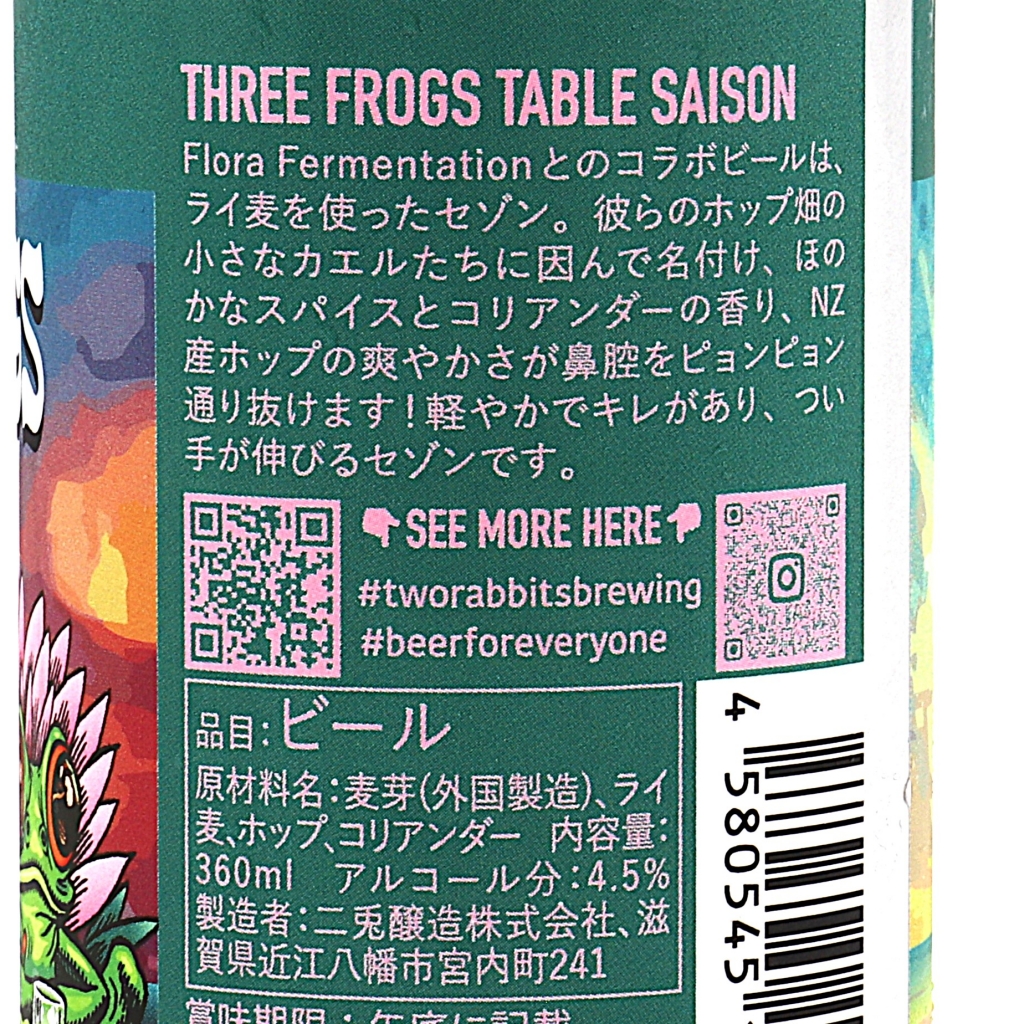 THREE FROGS TABLE SAISON
Flora Fermentationとのコラボビールは、
ライ麦を使ったセゾン。彼らのホップ畑の
小さなカエルたちに因んで名付け、ほの
かなスパイスとコリアンダーの香り、NZ
産ホップの爽やかさが鼻腔をピョンピョン
通り抜けます！軽やかでキレがあり、つい
手が伸びるセゾンです。
SEE MORE HERE
#tworabbitsbrewing
#beerforeveryone
品目：ビール
原材料名：麦芽(外国製造)、ライ
麦、ホップ、コリアンダー 内容量：
360ml アルコール分：4.5%
製造者：二兎醸造株式会社、滋
賀県近江八幡市宮内町241
賞味期限：缶底に記載
4 580545